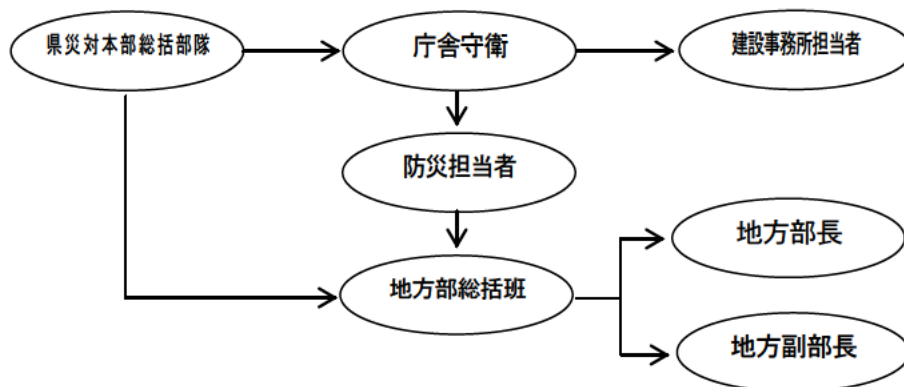 県災対本部総括部隊
庁舎守衛
建設事務所担当者
防災担当者
地方部長
地方部総括班
地方副部長